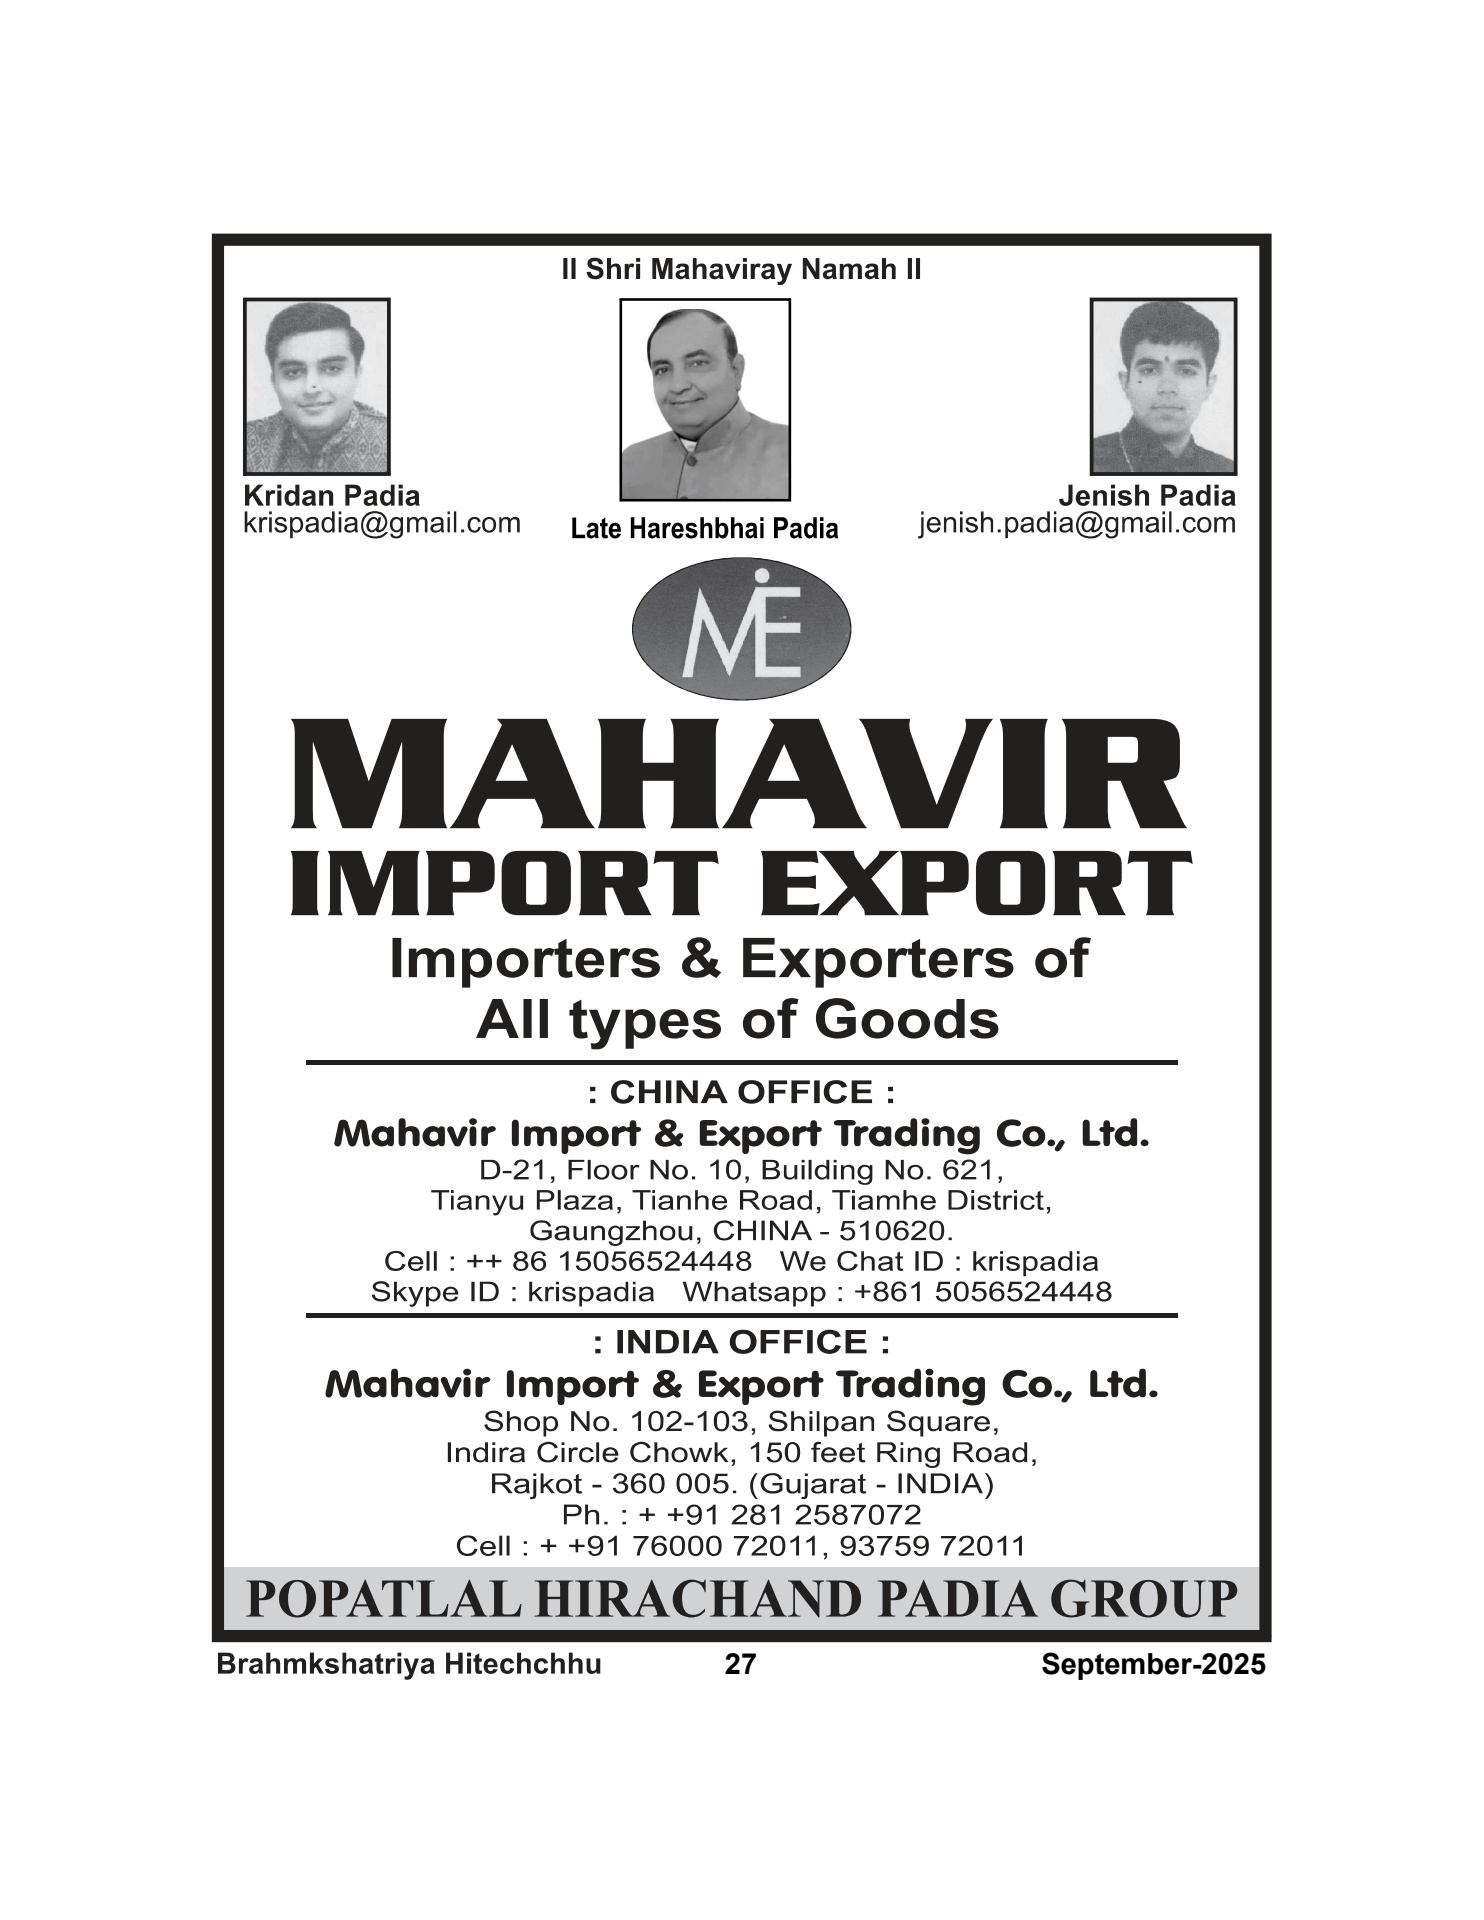 II Shri Mahaviray Namah II
Kridan Padia
krispadia@gmail.com
Late Hareshbhai Padia
Jenish Padia
jenish.padia@gmail.com
MiE
MAHAVIR
IMPORT EXPORT
Importers & Exporters of
All types of Goods
: CHINA OFFICE :
Mahavir Import & Export Trading Co., Ltd.
D-21, Floor No. 10, Building No. 621,
Tianyu Plaza, Tianhe Road, Tiamhe District,
Gaungzhou, CHINA - 510620.
Cell : ++ 86 15056524448 We Chat ID : krispadia
Skype ID : krispadia Whatsapp : +861 5056524448
: INDIA OFFICE :
Mahavir Import & Export Trading Co., Ltd.
Shop No. 102-103, Shilpan Square,
Indira Circle Chowk, 150 feet Ring Road,
Rajkot - 360 005. (Gujarat - INDIA)
Ph. : + +91 281 2587072
Cell : + +91 76000 72011, 93759 72011
POPATLAL HIRACHAND PADIA GROUP
Brahmkshatriya Hitechchhu 27 September-2025